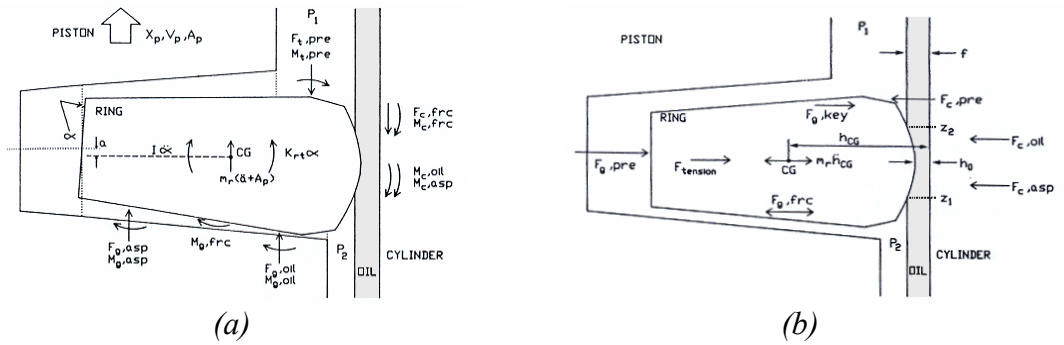 PISTON
X_p,V_p,A_p
P_1
F_t,pre
M_t,pre
RING
α
a
I α̈
CG
K_rt α
m_r(ä+A_p)
F_c,frc
M_c,frc
M_c,oil
M_c,asp
F_g,asp
M_g,asp
M_g,frc
F_g,oil
M_g,oil
P_2
OIL
CYLINDER
(a)
PISTON
P_1
f
RING
F_g,key
F_c,pre
h_CG
z_2
F_c,oil
F_g,pre
F_tension
CG
m_r ḧ_CG
h_0
F_c,asp
F_g,frc
z_1
P_2
OIL
CYLINDER
(b)